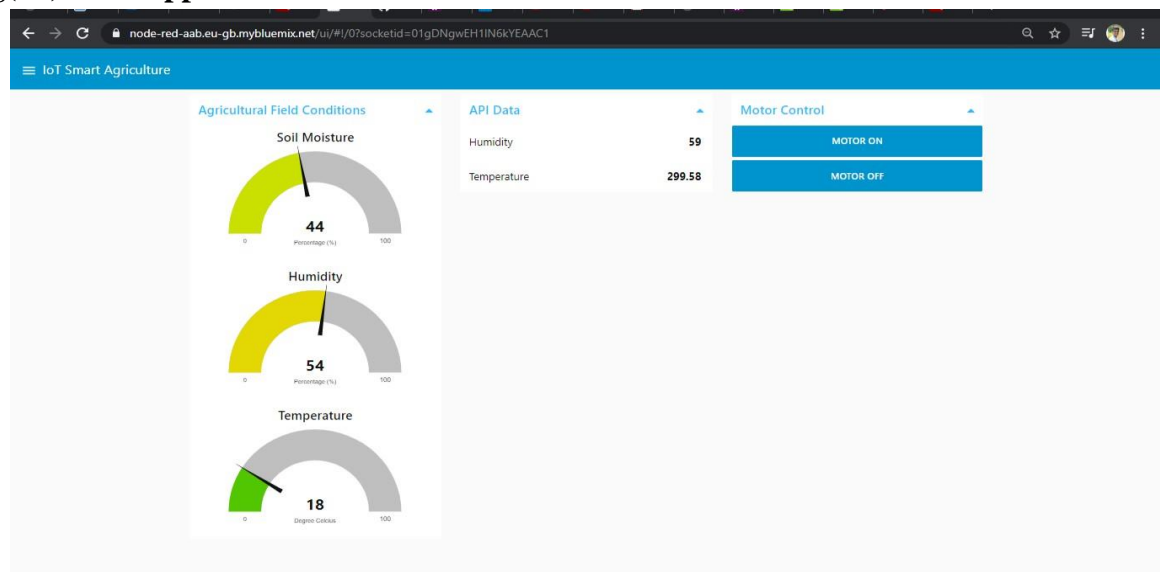 node-red-aab.eu-gb.mybluemix.net/ui/#!/0?socketid=01gDNgwEH1IN6kYEAAC1
IoT Smart Agriculture
Agricultural Field Conditions
Soil Moisture
44
0 Percentage (%) 100
Humidity
54
0 Percentage (%) 100
Temperature
18
0 Degree Celcius 100
API Data
Humidity 59
Temperature 299.58
Motor Control
MOTOR ON
MOTOR OFF